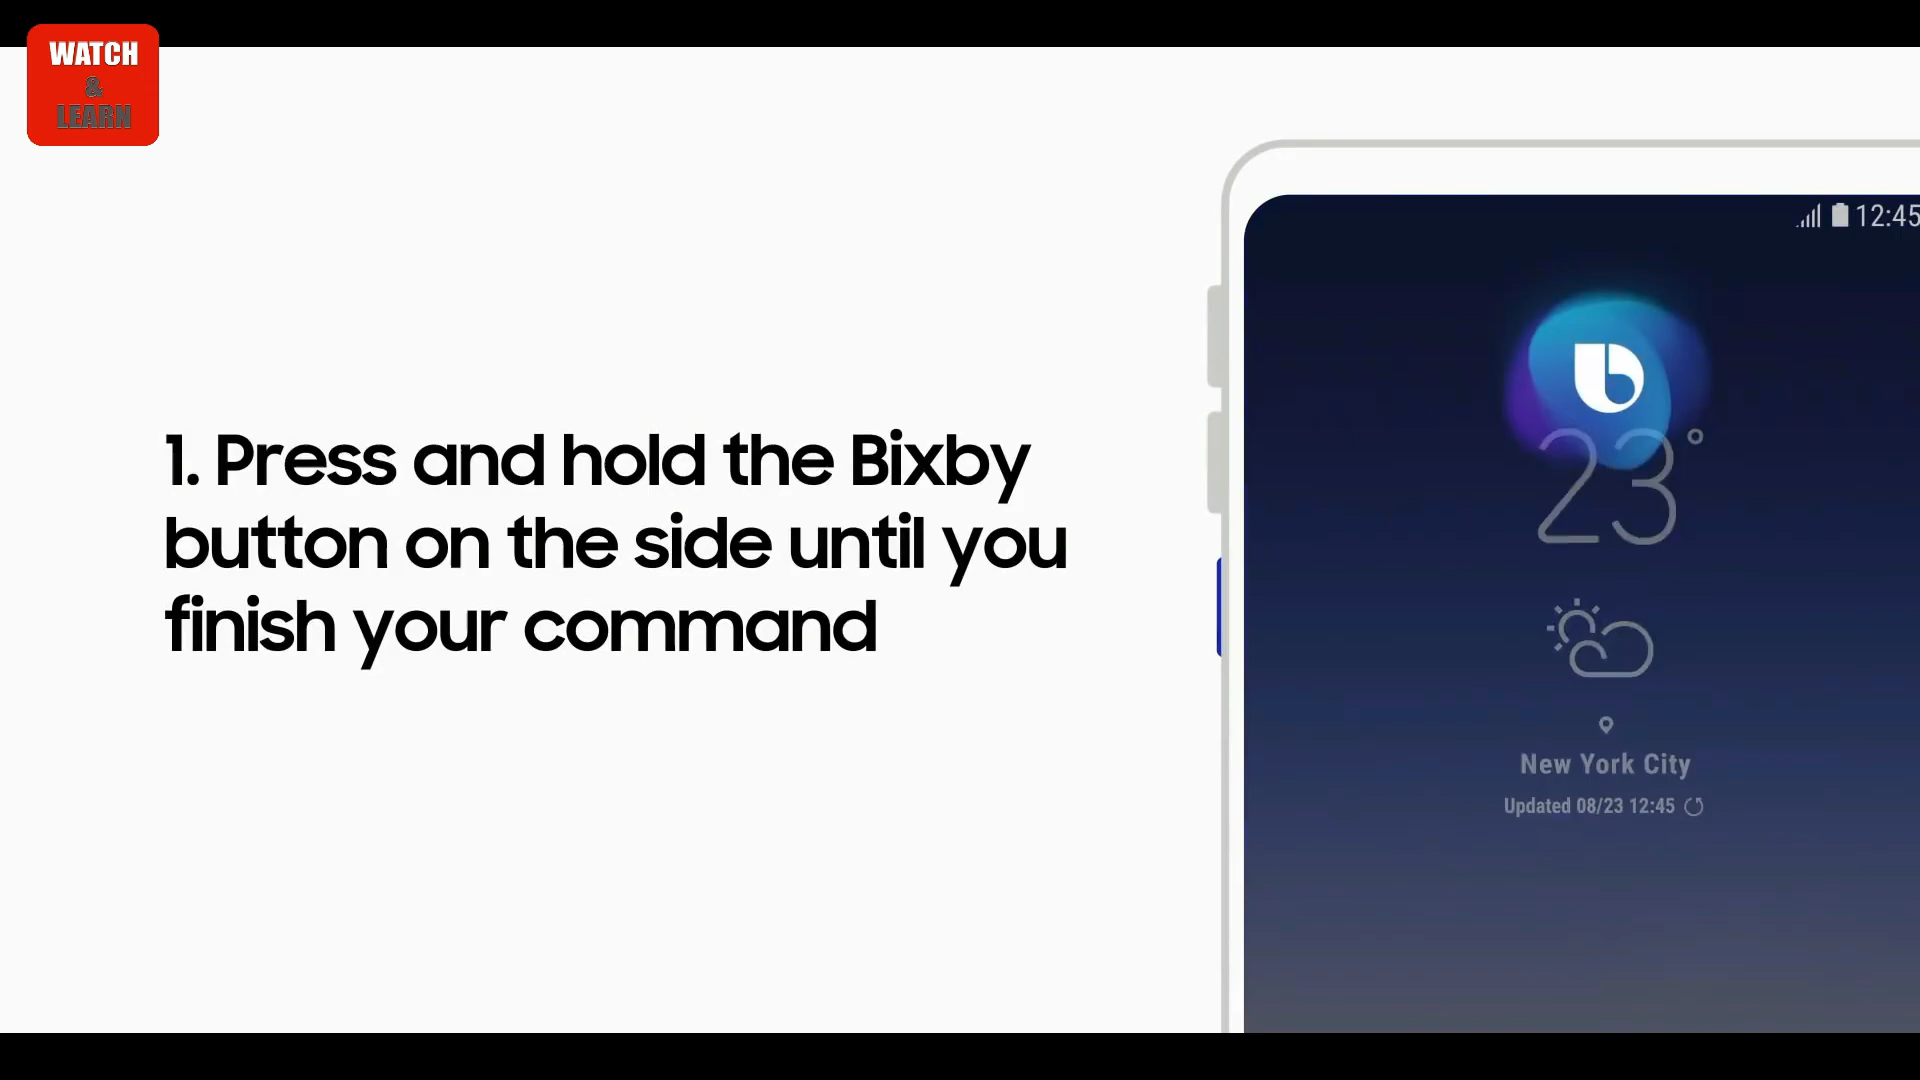 WATCH
&
LEARN
12:45
1. Press and hold the Bixby
button on the side until you
finish your command
23°
New York City
Updated 08/23 12:45